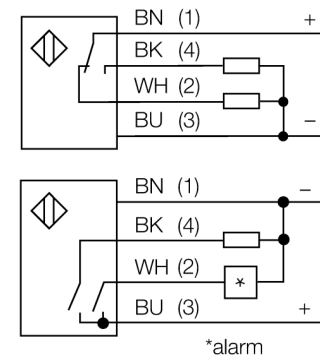 BN (1) +
BK (4)
WH (2)
BU (3) –
BN (1) –
BK (4)
WH (2)
*
BU (3) +
*alarm